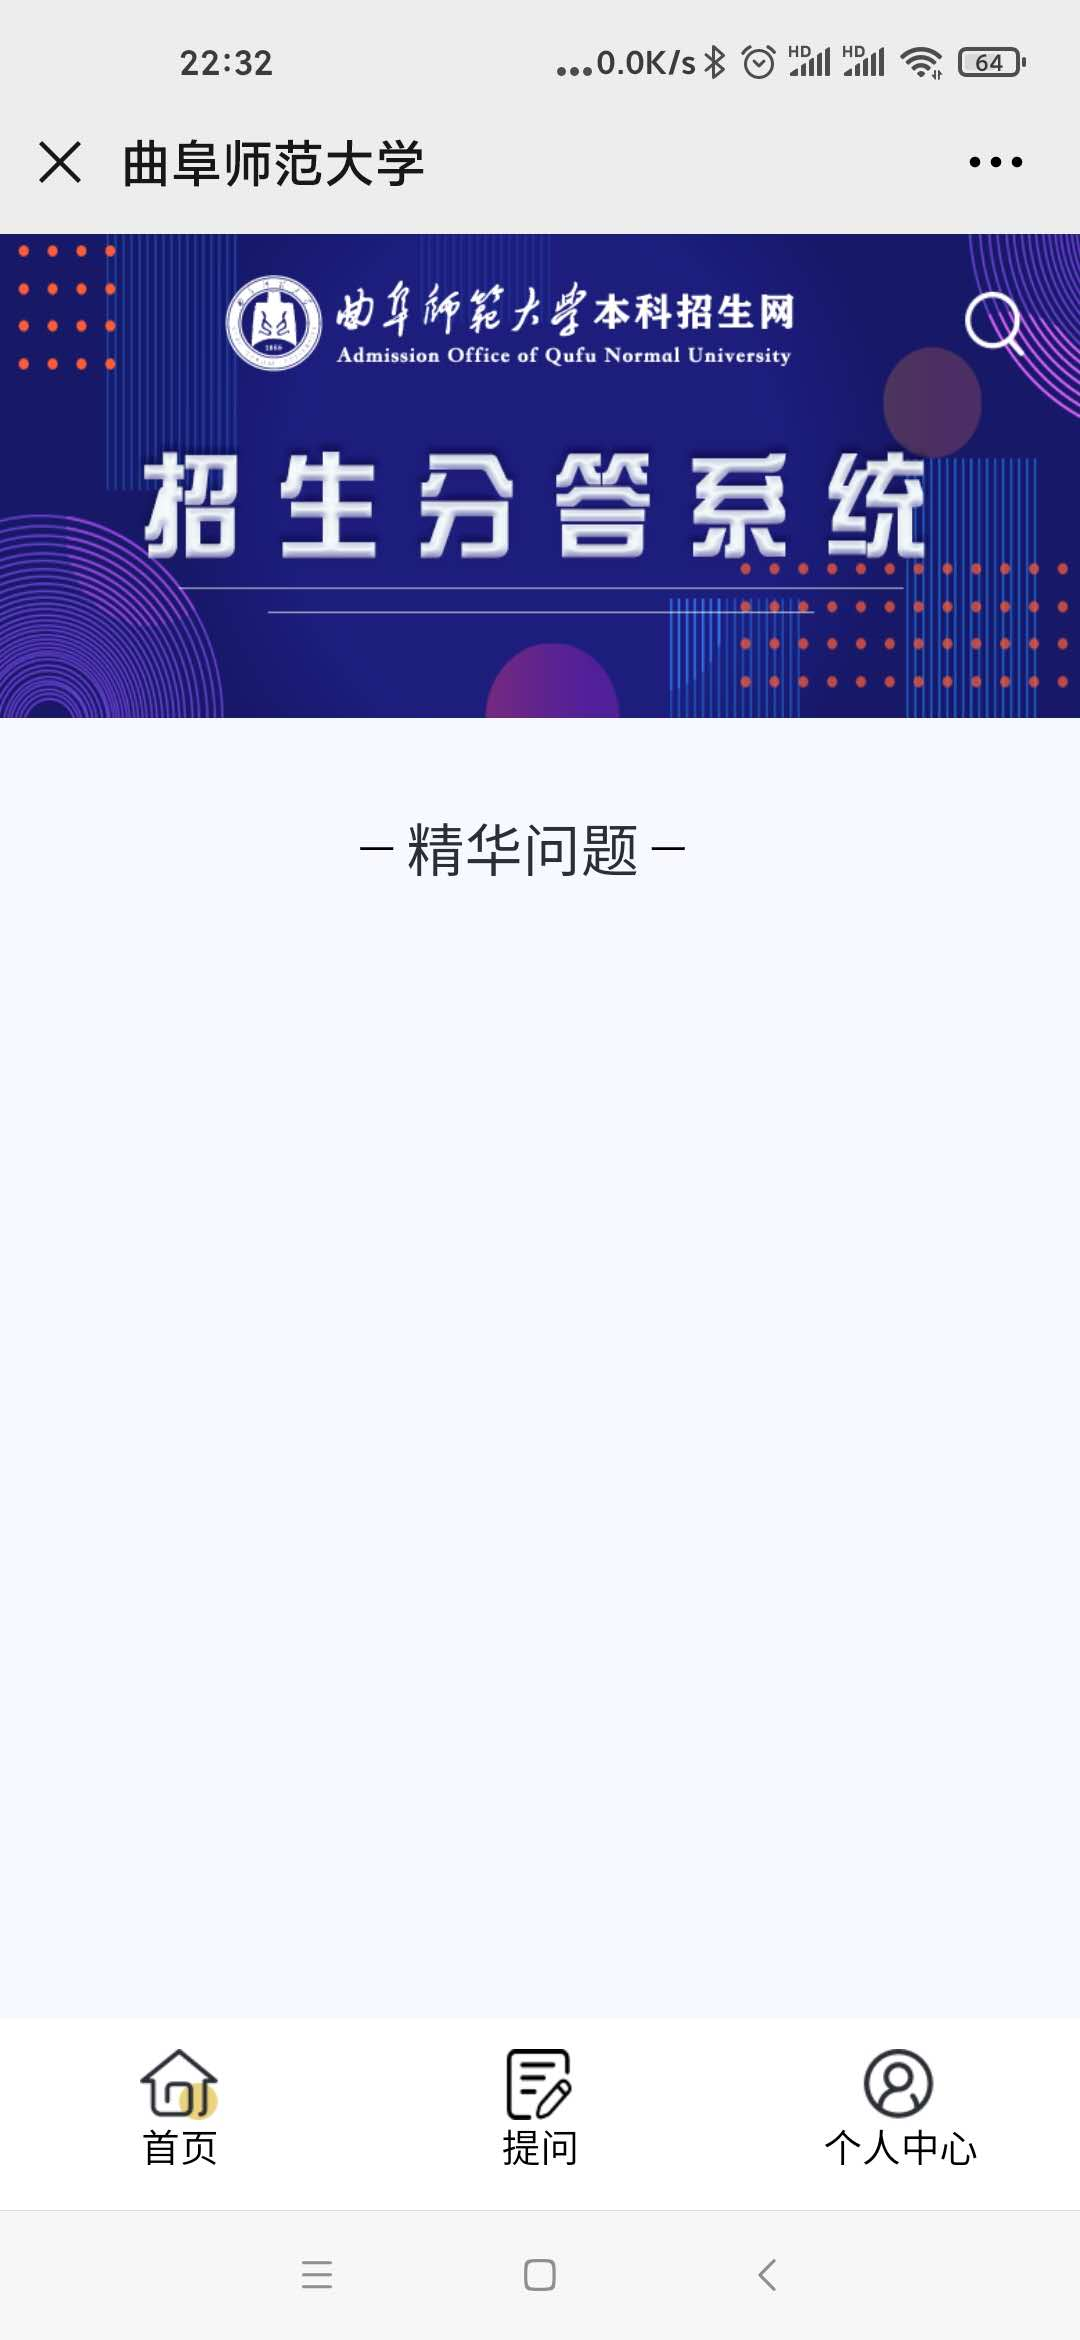 22:32
...0.0K/s HD HD 64
曲阜师范大学
曲阜師範大学本科招生网
Admission Office of Qufu Normal University
招生分答系统
精华问题
首页 提问 个人中心